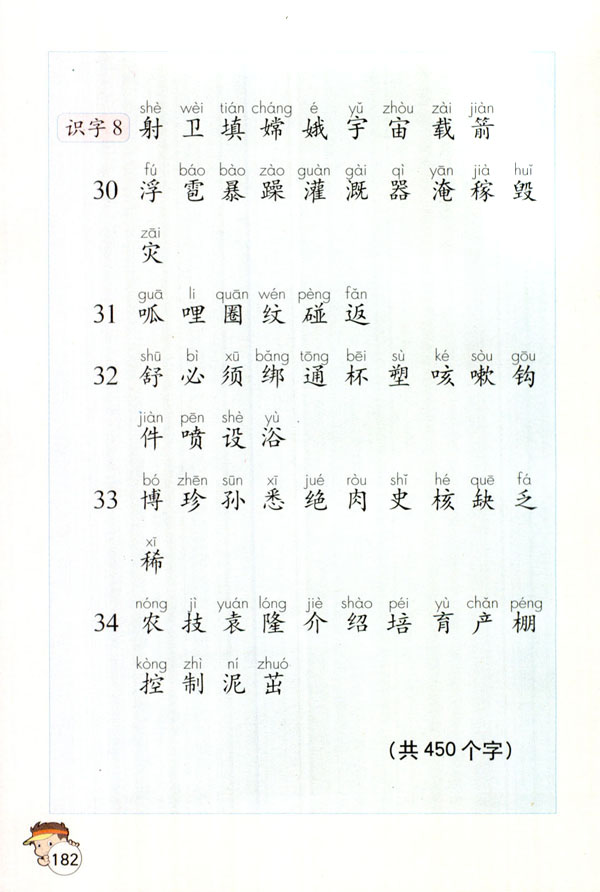 shè wèi tián cháng é yǔ zhòu zài jiàn
识字 8 射 卫 填 嫦 娥 宇 宙 载 箭
fú báo bào zào guàn gài qì yān jià huǐ
30 浮 雹 暴 躁 灌 溉 器 淹 稼 毁
zāi
灾
guā li quān wén pèng fǎn
31 呱 哩 圈 纹 碰 返
shū bì xū bǎng tōng bēi sù ké sòu gōu
32 舒 必 须 绑 通 杯 塑 咳 嗽 钩
jiàn pēn shè yù
件 喷 设 浴
bó zhēn sūn xī jué ròu shǐ hé quē fá
33 博 珍 孙 悉 绝 肉 史 核 缺 乏
xī
稀
nóng jì yuán lóng jiè shào péi yù chǎn péng
34 农 技 袁 隆 介 绍 培 育 产 棚
kòng zhì ní zhuó
控 制 泥 茁
（共 450 个字）
182